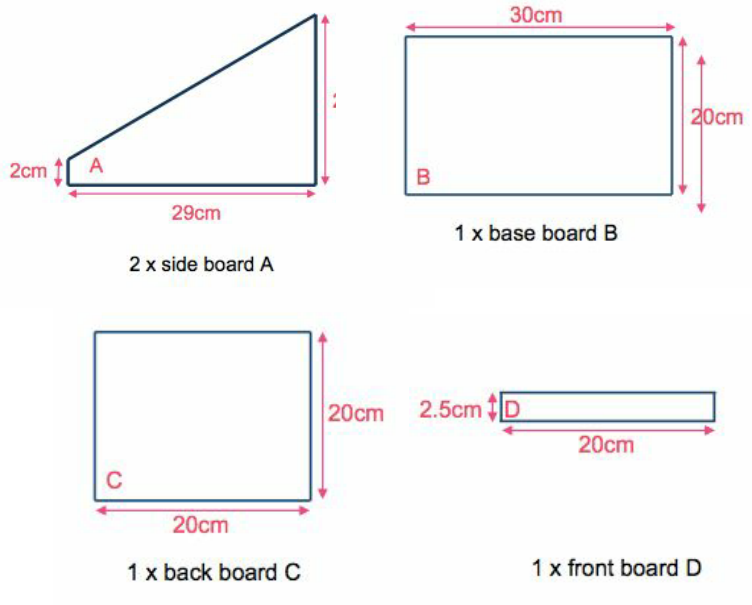 30cm
20cm
A
2cm
B
29cm
1 x base board B
2 x side board A
20cm
2.5cm
D
20cm
C
20cm
1 x back board C
1 x front board D